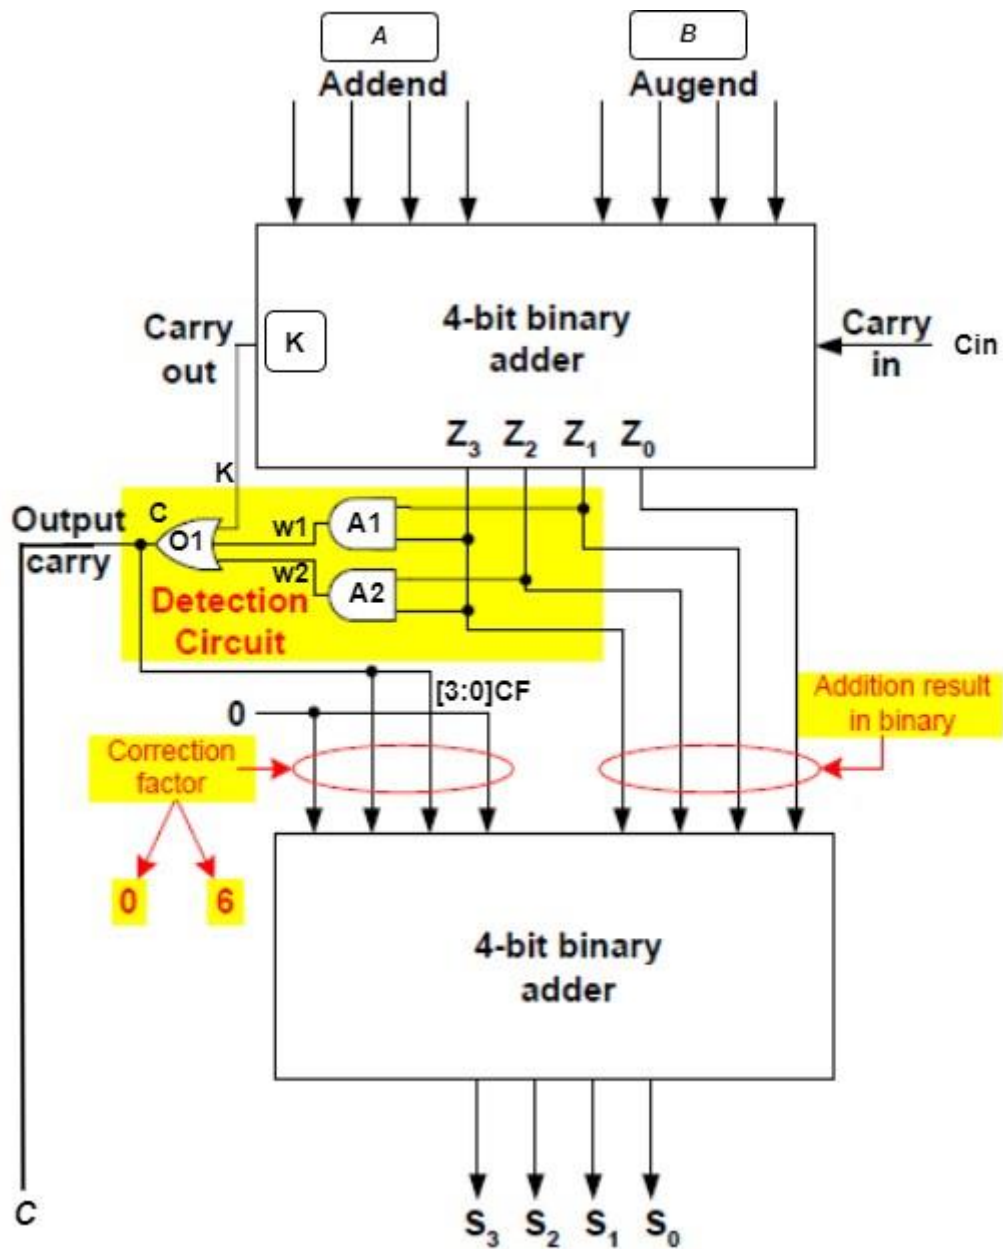 A
B
Addend
Augend
Carry
out
K
4-bit binary
adder
Carry
in
Cin
Z3 Z2 Z1 Z0
K
Output
carry
C
O1
w1
A1
w2
A2
Detection
Circuit
[3:0]CF
0
Addition result
in binary
Correction
factor
0
6
4-bit binary
adder
C
S3 S2 S1 S0